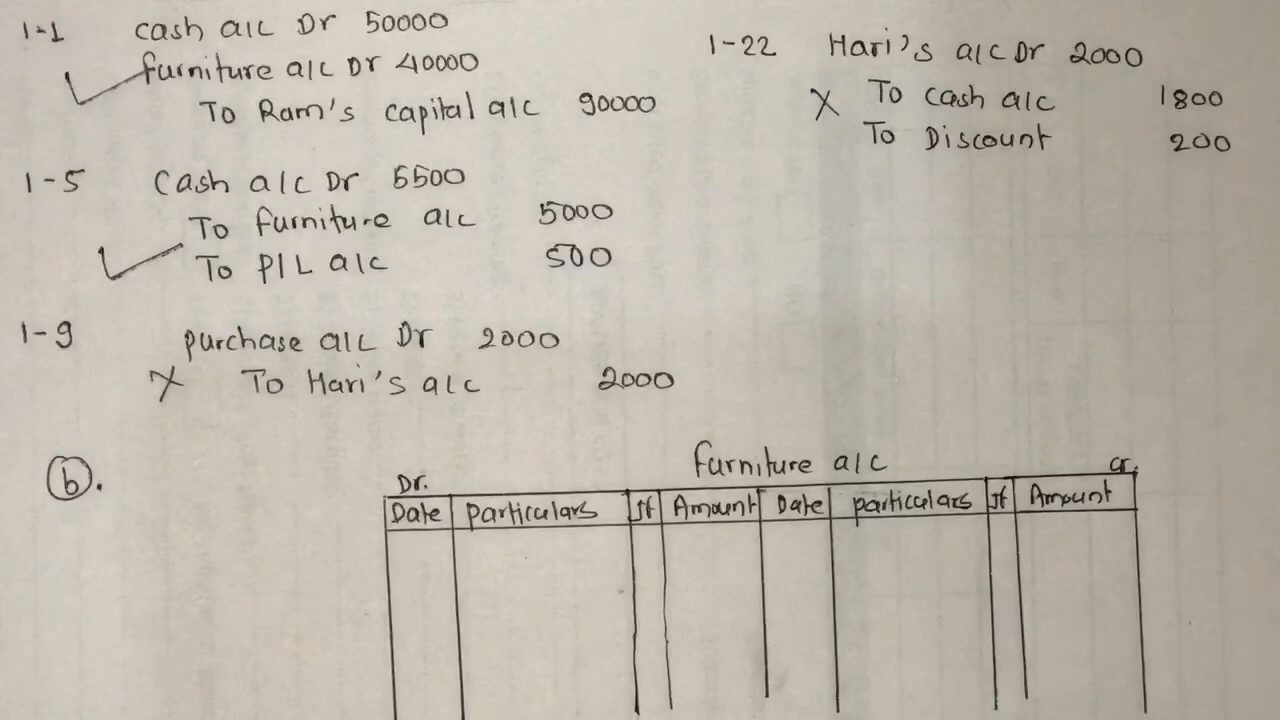 1-1 cash a/c Dr 50000
furniture a/c Dr 40000
To Ram's capital a/c 90000
1-5 Cash a/c Dr 5500
To furniture a/c 5000
To P/L a/c 500
1-9 purchase a/c Dr 2000
X To Hari's a/c 2000
1-22 Hari's a/c Dr 2000
X To cash a/c 1800
To Discount 200
(b).
furniture a/c
Dr. cr.
Date particulars Jf Amount Date particulars Jf Amount